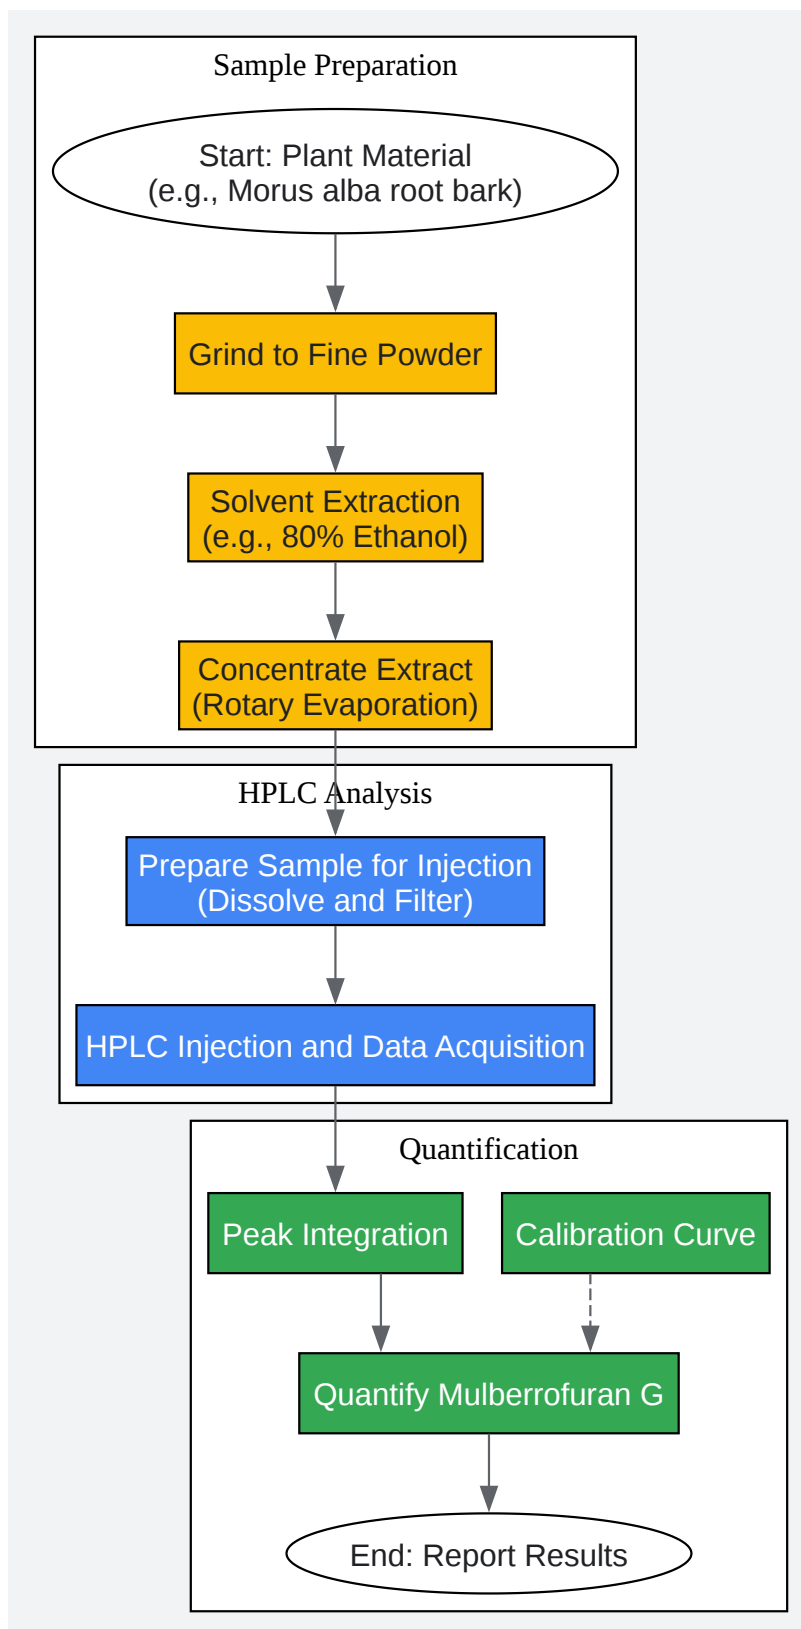 Sample Preparation
Start: Plant Material
(e.g., Morus alba root bark)
Grind to Fine Powder
Solvent Extraction
(e.g., 80% Ethanol)
Concentrate Extract
(Rotary Evaporation)
HPLC Analysis
Prepare Sample for Injection
(Dissolve and Filter)
HPLC Injection and Data Acquisition
Quantification
Peak Integration
Calibration Curve
Quantify Mulberrofuran G
End: Report Results